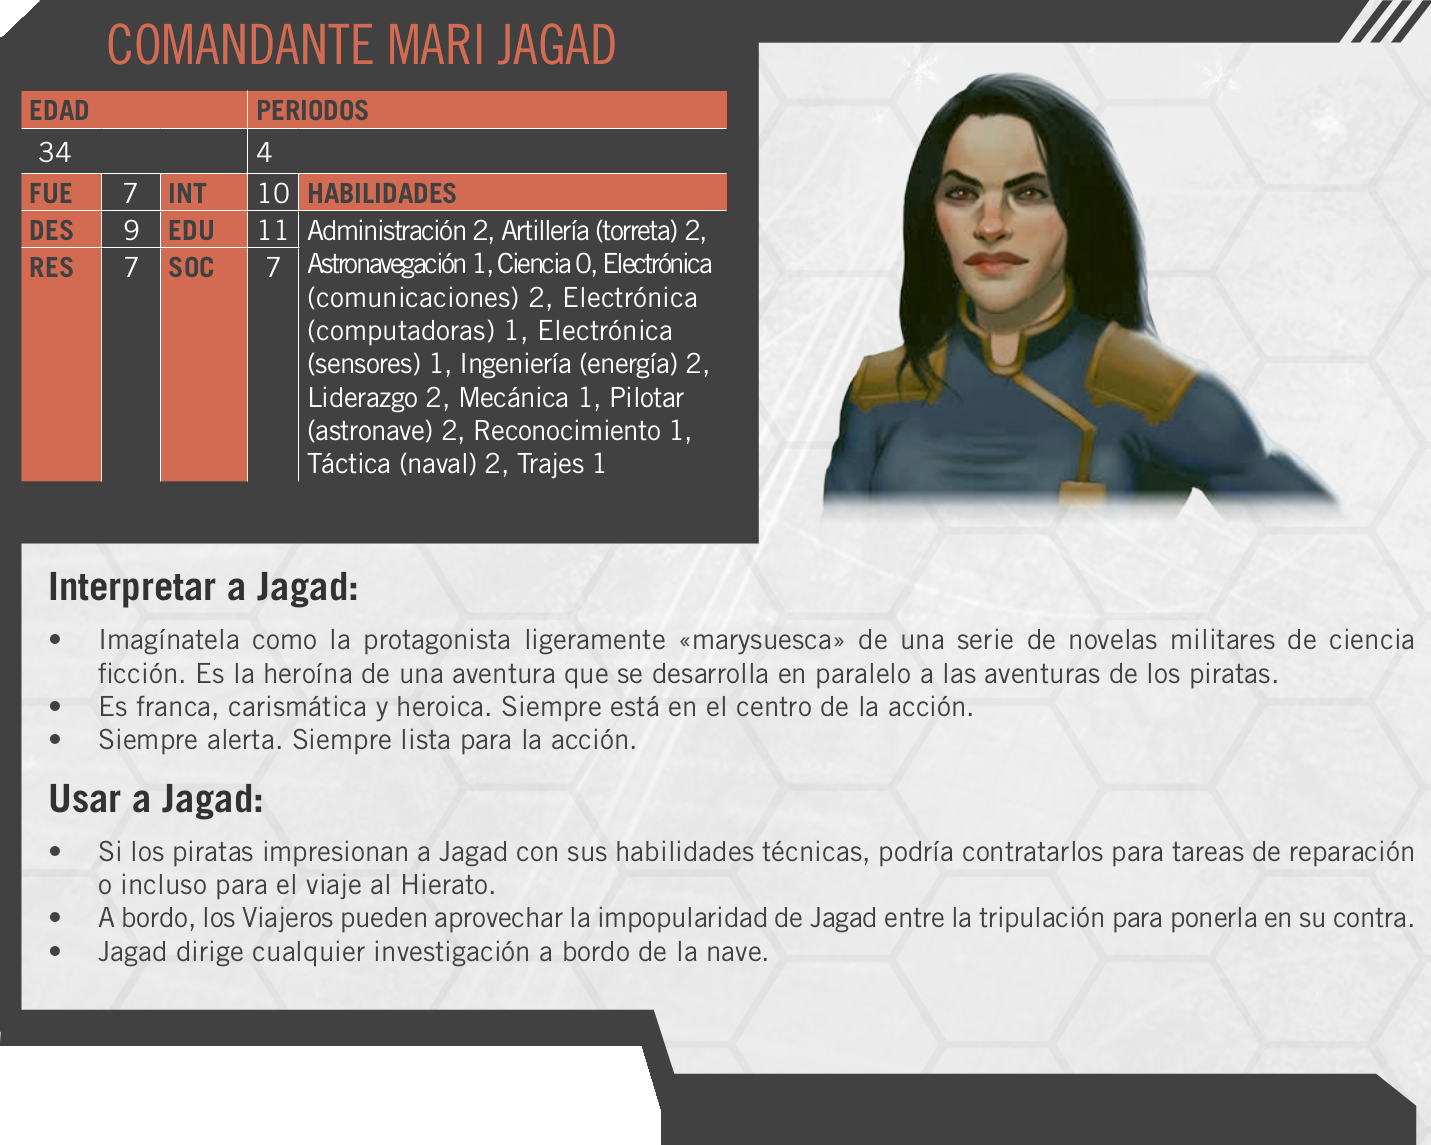 COMANDANTE MARI JAGAD
EDAD PERIODOS
34 4
FUE 7 INT 10 HABILIDADES
DES 9 EDU 11 Administración 2, Artillería (torreta) 2,
RES 7 SOC 7 Astronavegación 1, Ciencia 0, Electrónica
(comunicaciones) 2, Electrónica
(computadoras) 1, Electrónica
(sensores) 1, Ingeniería (energía) 2,
Liderazgo 2, Mecánica 1, Pilotar
(astronave) 2, Reconocimiento 1,
Táctica (naval) 2, Trajes 1
Interpretar a Jagad:
• Imagínatela como la protagonista ligeramente «marysuesca» de una serie de novelas militares de ciencia
ficción. Es la heroína de una aventura que se desarrolla en paralelo a las aventuras de los piratas.
• Es franca, carismática y heroica. Siempre está en el centro de la acción.
• Siempre alerta. Siempre lista para la acción.
Usar a Jagad:
• Si los piratas impresionan a Jagad con sus habilidades técnicas, podría contratarlos para tareas de reparación
o incluso para el viaje al Hierato.
• A bordo, los Viajeros pueden aprovechar la impopularidad de Jagad entre la tripulación para ponerla en su contra.
• Jagad dirige cualquier investigación a bordo de la nave.